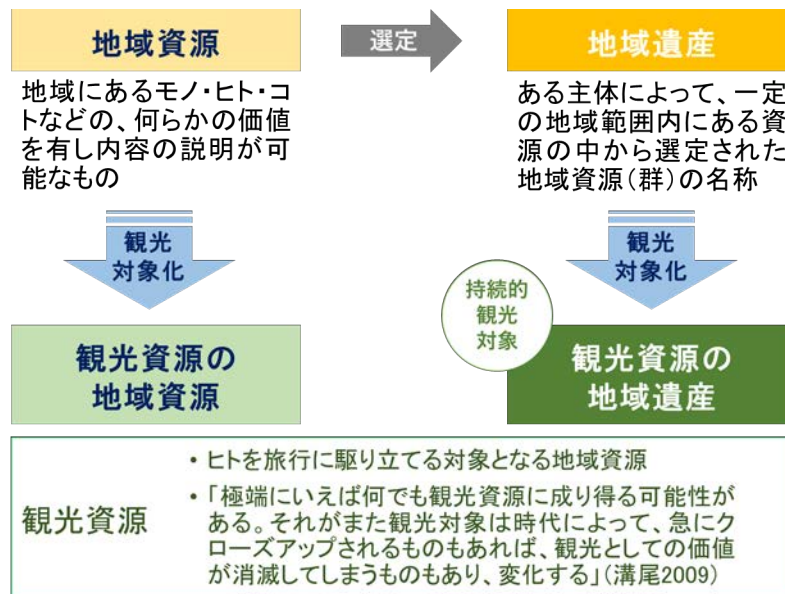 地域資源
選定
地域遺産
地域にあるモノ・ヒト・コ
トなどの、何らかの価値
を有し内容の説明が可
能なもの
ある主体によって、一定
の地域範囲内にある資
源の中から選定された
地域資源(群)の名称
観光
対象化
観光
対象化
持続的
観光
対象
観光資源の
地域資源
観光資源の
地域遺産
観光資源
• ヒトを旅行に駆り立てる対象となる地域資源
• 「極端にいえば何でも観光資源に成り得る可能性が
ある。それがまた観光対象は時代によって、急にク
ローズアップされるものもあれば、観光としての価値
が消滅してしまうものもあり、変化する」(溝尾2009)